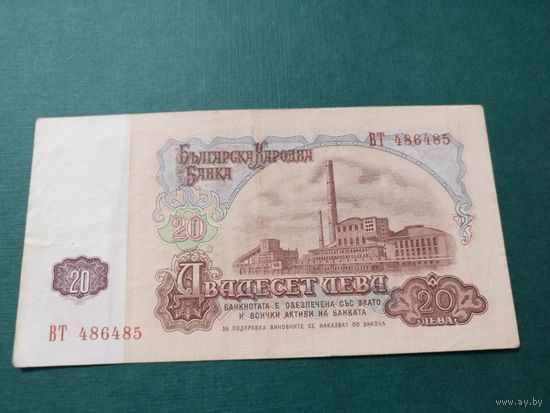 ВТ 486485
Българска Народна
Банка
20
Двадесет лева
20
БАНКНОТАТА Е ОБЕЗПЕЧЕНА СЪС ЗЛАТО
И ВСИЧКИ АКТИВИ НА БАНКАТА
20
ЛЕВА
ЗА ПОДПРАВКА ВИНОВНИТЕ СЕ НАКАЗВАТ ПО ЗАКОНА
ВТ 486485
www.ay.by